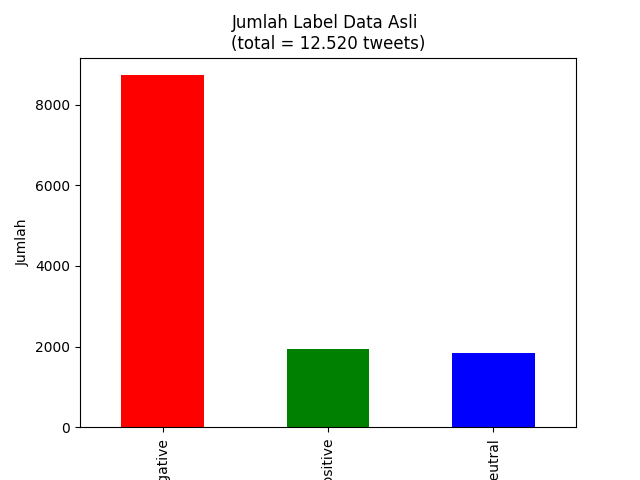 Jumlah Label Data Asli
(total = 12.520 tweets)
Jumlah
8000
6000
4000
2000
0
gative
ositive
eutral